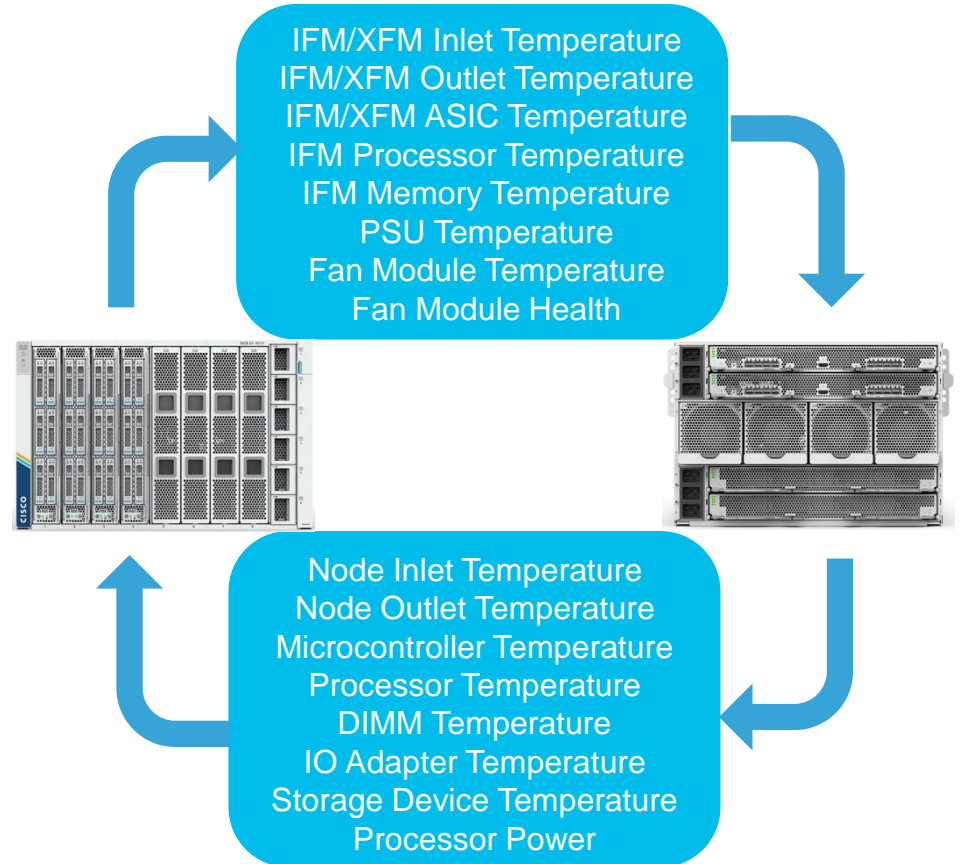 IFM/XFM Inlet Temperature
IFM/XFM Outlet Temperature
IFM/XFM ASIC Temperature
IFM Processor Temperature
IFM Memory Temperature
PSU Temperature
Fan Module Temperature
Fan Module Health
CISCO
Node Inlet Temperature
Node Outlet Temperature
Microcontroller Temperature
Processor Temperature
DIMM Temperature
IO Adapter Temperature
Storage Device Temperature
Processor Power